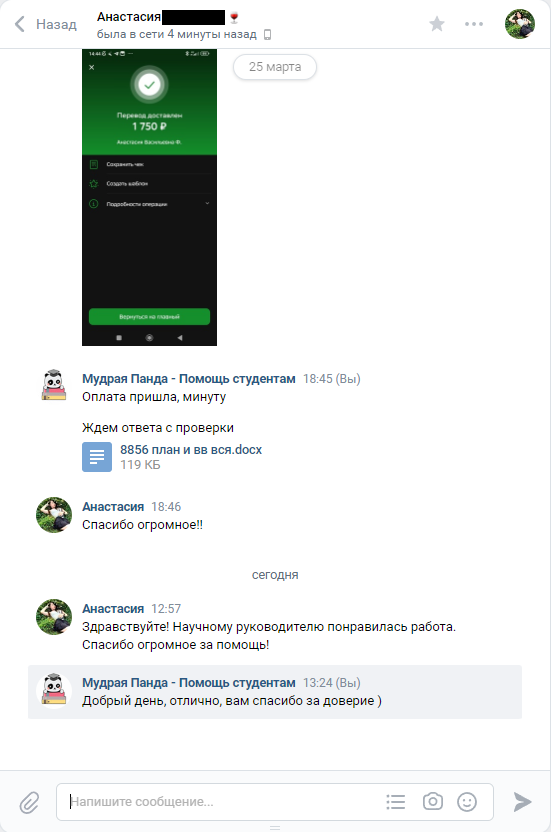 Назад
Анастасия
была в сети 4 минуты назад
25 марта
14:44
Перевод доставлен
1 750 ₽
Анастасия Васильевна Ф.
Сохранить чек
Создать шаблон
Подробности операции
Вернуться на главный
Мудрая Панда - Помощь студентам 18:45 (Вы)
Оплата пришла, минуту
Ждем ответа с проверки
8856 план и вв вся.docx
119 КБ
Анастасия 18:46
Спасибо огромное!!
сегодня
Анастасия 12:57
Здравствуйте! Научному руководителю понравилась работа.
Спасибо огромное за помощь!
Мудрая Панда - Помощь студентам 13:24 (Вы)
Добрый день, отлично, вам спасибо за доверие )
Напишите сообщение...